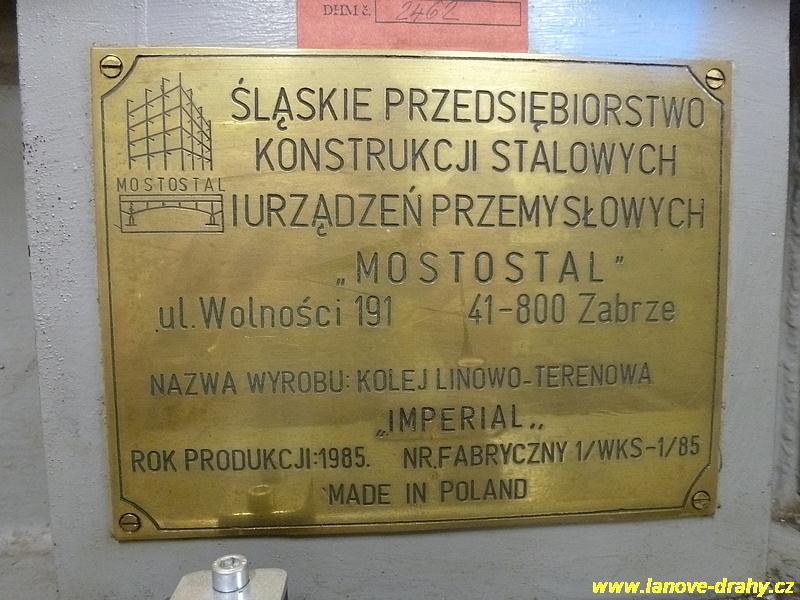 DHM č. 2462
ŚLĄSKIE PRZEDSIĘBIORSTWO
KONSTRUKCJI STALOWYCH
MOSTOSTAL
I URZĄDZEŃ PRZEMYSŁOWYCH
„MOSTOSTAL"
ul. Wolności 191 41-800 Zabrze
NAZWA WYROBU: KOLEJ LINOWO-TERENOWA
„IMPERIAL„
ROK PRODUKCJI:1985. NR.FABRYCZNY 1/WKS-1/85
MADE IN POLAND
www.lanove-drahy.cz